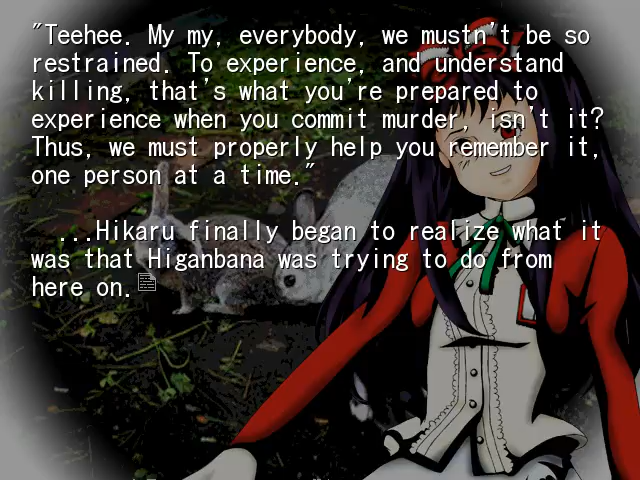 "Teehee. My my, everybody, we mustn't be so
restrained. To experience, and understand
killing, that's what you're prepared to
experience when you commit murder, isn't it?
Thus, we must properly help you remember it,
one person at a time."
...Hikaru finally began to realize what it
was that Higanbana was trying to do from
here on.